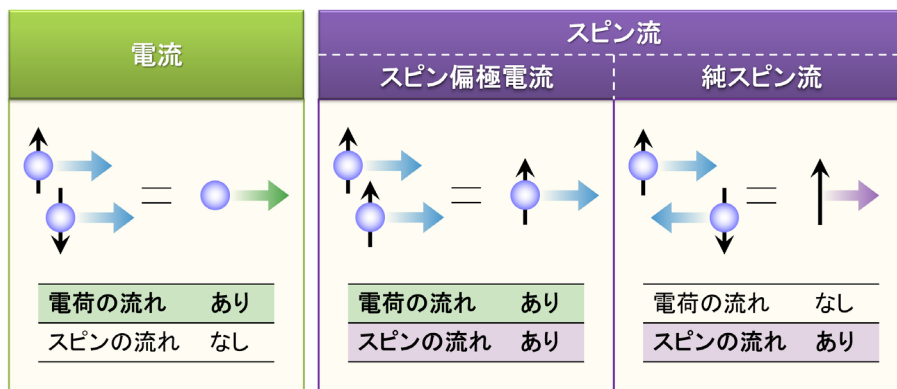 電流
スピン流
スピン偏極電流
純スピン流
=
=
=
電荷の流れ あり
スピンの流れ なし
電荷の流れ あり
スピンの流れ あり
電荷の流れ なし
スピンの流れ あり